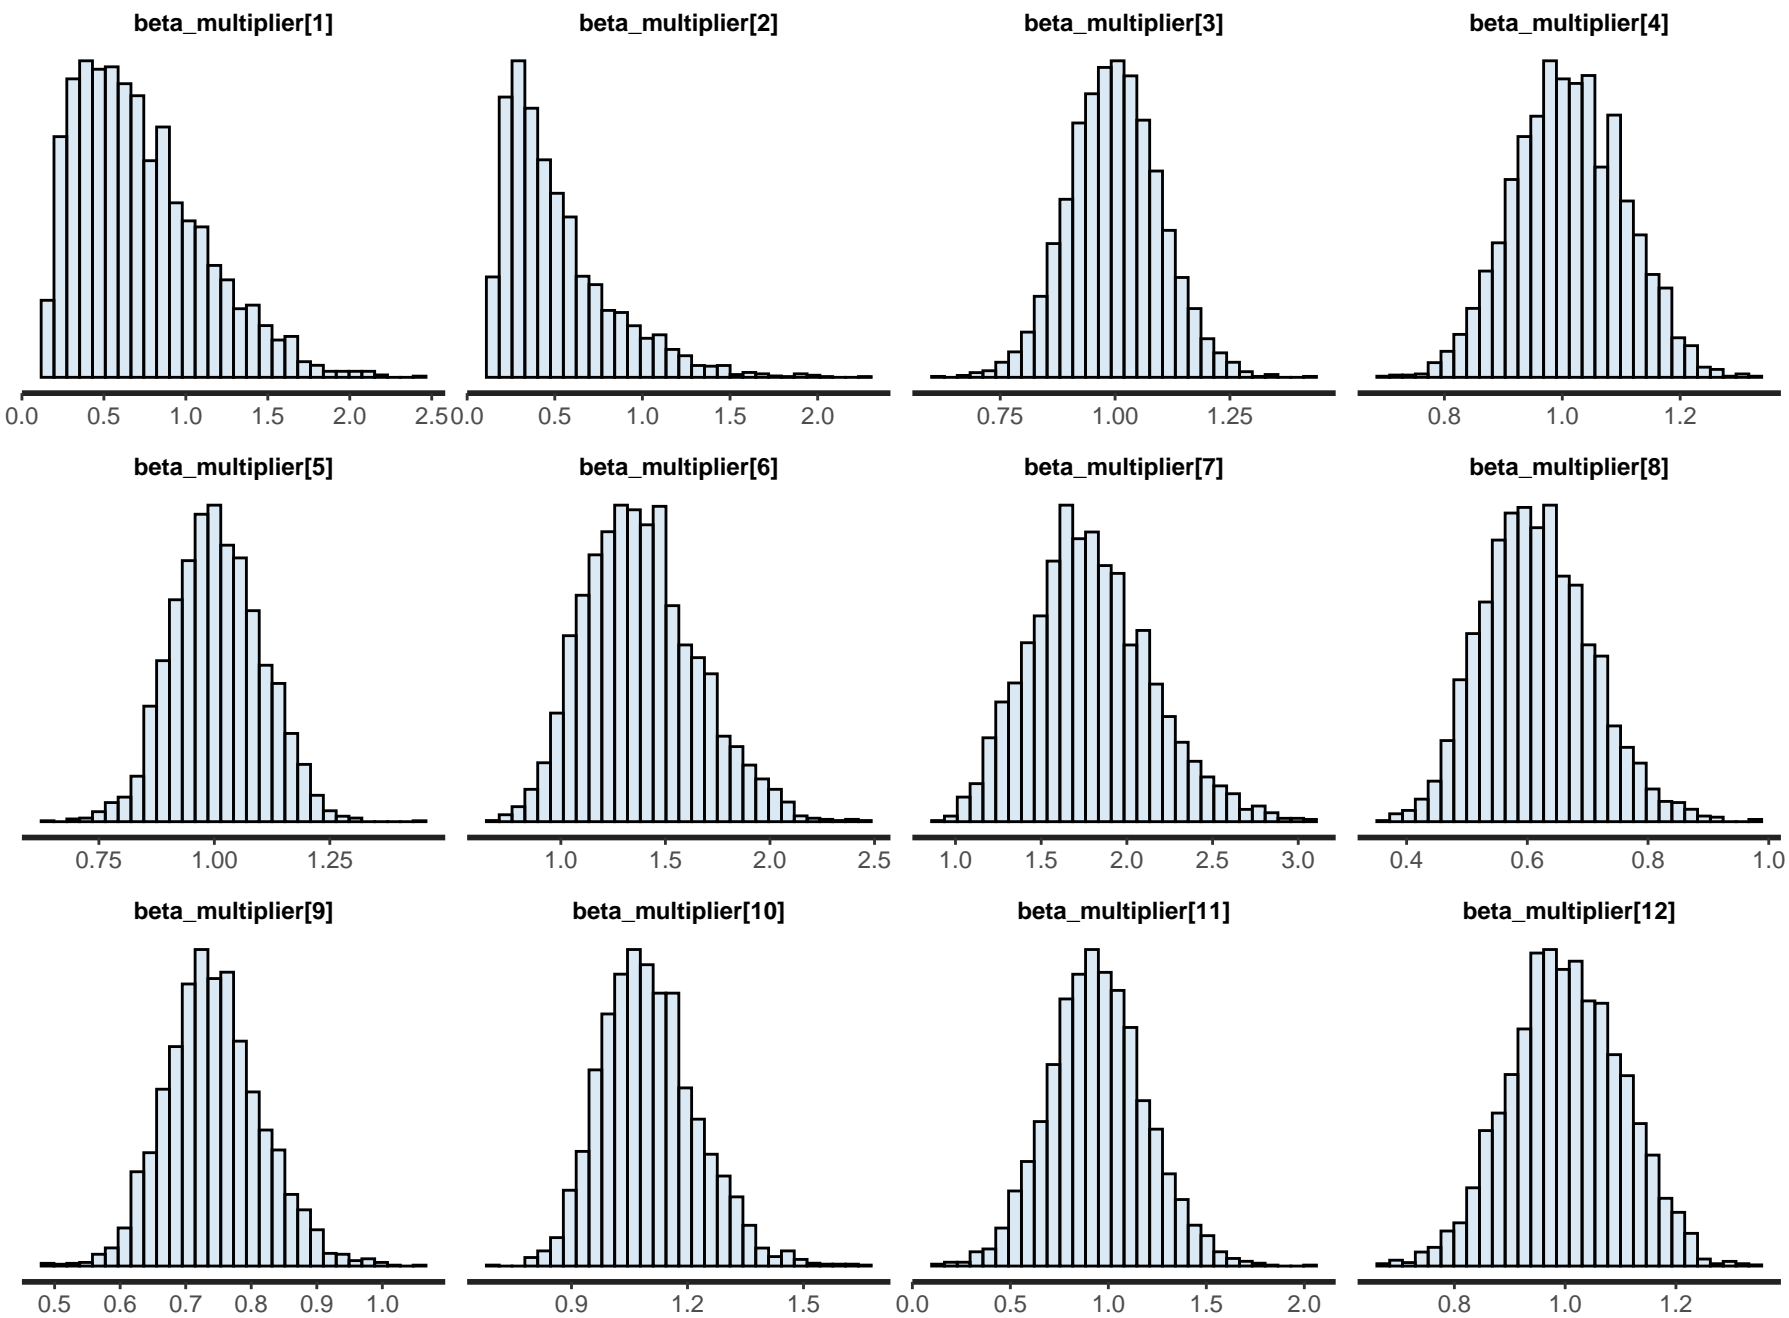 beta_multiplier[1] beta_multiplier[2] beta_multiplier[3] beta_multiplier[4]
0.0 0.5 1.0 1.5 2.0 2.5 0.0 0.5 1.0 1.5 2.0 0.75 1.00 1.25 0.8 1.0 1.2
beta_multiplier[5] beta_multiplier[6] beta_multiplier[7] beta_multiplier[8]
0.75 1.00 1.25 1.0 1.5 2.0 2.5 1.0 1.5 2.0 2.5 3.0 0.4 0.6 0.8 1.0
beta_multiplier[9] beta_multiplier[10] beta_multiplier[11] beta_multiplier[12]
0.5 0.6 0.7 0.8 0.9 1.0 0.9 1.2 1.5 0.0 0.5 1.0 1.5 2.0 0.8 1.0 1.2